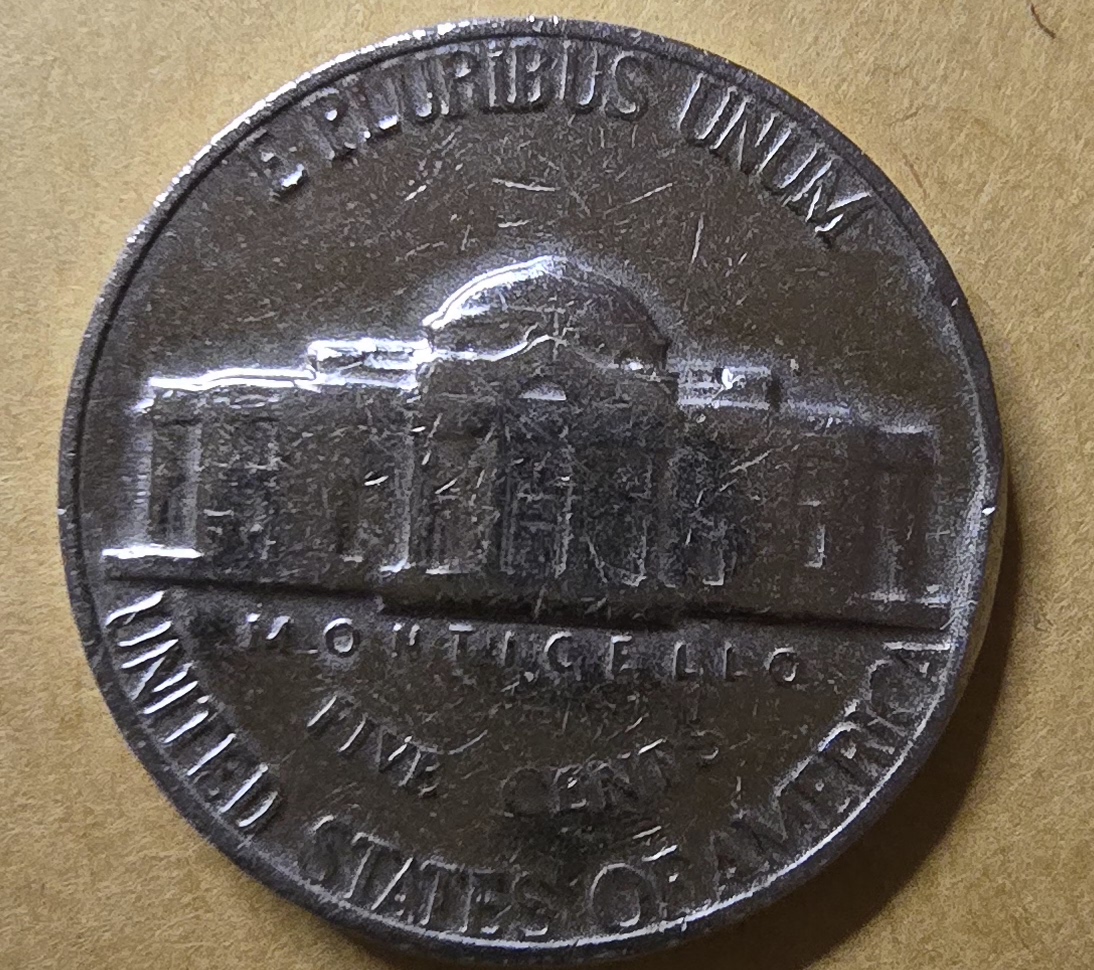 E PLURIBUS UNUM
MONTICELLO
FIVE CENTS
UNITED STATES OF AMERICA